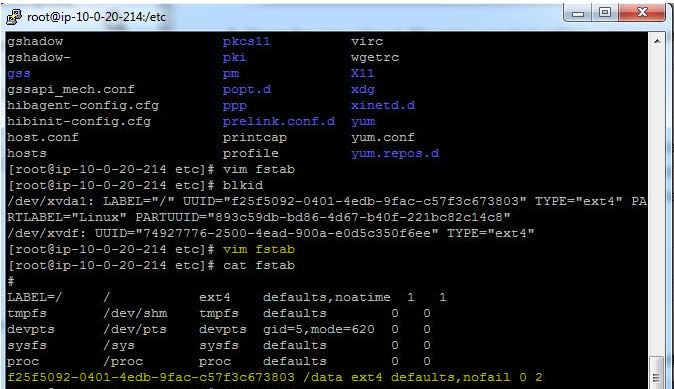 root@ip-10-0-20-214:/etc
gshadow pkcs11 virc
gshadow- pki wgetrc
gss pm X11
gssapi_mech.conf popt.d xdg
hibagent-config.cfg ppp xinetd.d
hibinit-config.cfg prelink.conf.d yum
host.conf printcap yum.conf
hosts profile yum.repos.d
[root@ip-10-0-20-214 etc]# vim fstab
[root@ip-10-0-20-214 etc]# blkid
/dev/xvda1: LABEL="/" UUID="f25f5092-0401-4edb-9fac-c57f3c673803" TYPE="ext4" PA
RTLABEL="Linux" PARTUUID="893c59db-bd86-4d67-b40f-221bc82c14c8"
/dev/xvdf: UUID="74927776-2500-4ead-900a-e0d5c350f6ee" TYPE="ext4"
[root@ip-10-0-20-214 etc]# vim fstab
[root@ip-10-0-20-214 etc]# cat fstab
#
LABEL=/ / ext4 defaults,noatime 1 1
tmpfs /dev/shm tmpfs defaults 0 0
devpts /dev/pts devpts gid=5,mode=620 0 0
sysfs /sys sysfs defaults 0 0
proc /proc proc defaults 0 0
f25f5092-0401-4edb-9fac-c57f3c673803 /data ext4 defaults,nofail 0 2